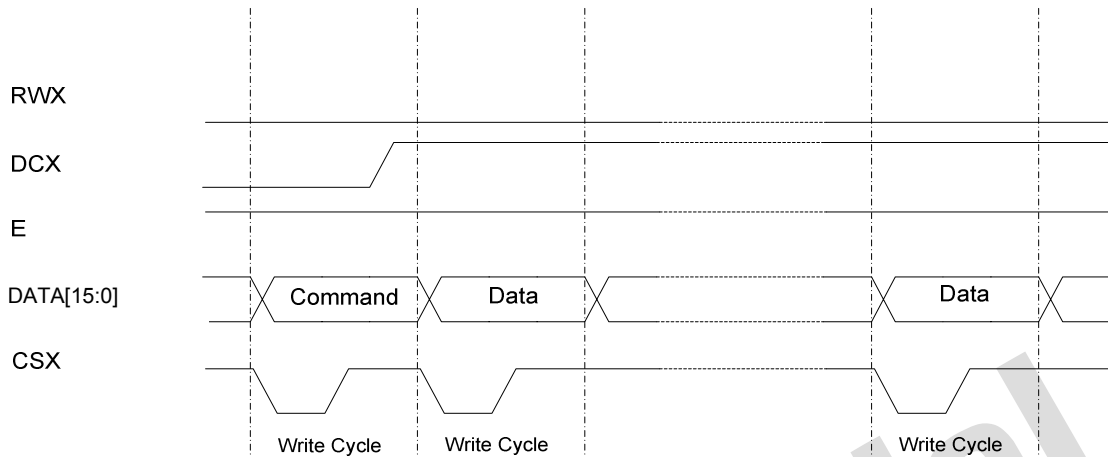 RWX
DCX
E
DATA[15:0]
Command Data Data
CSX
Write Cycle Write Cycle Write Cycle